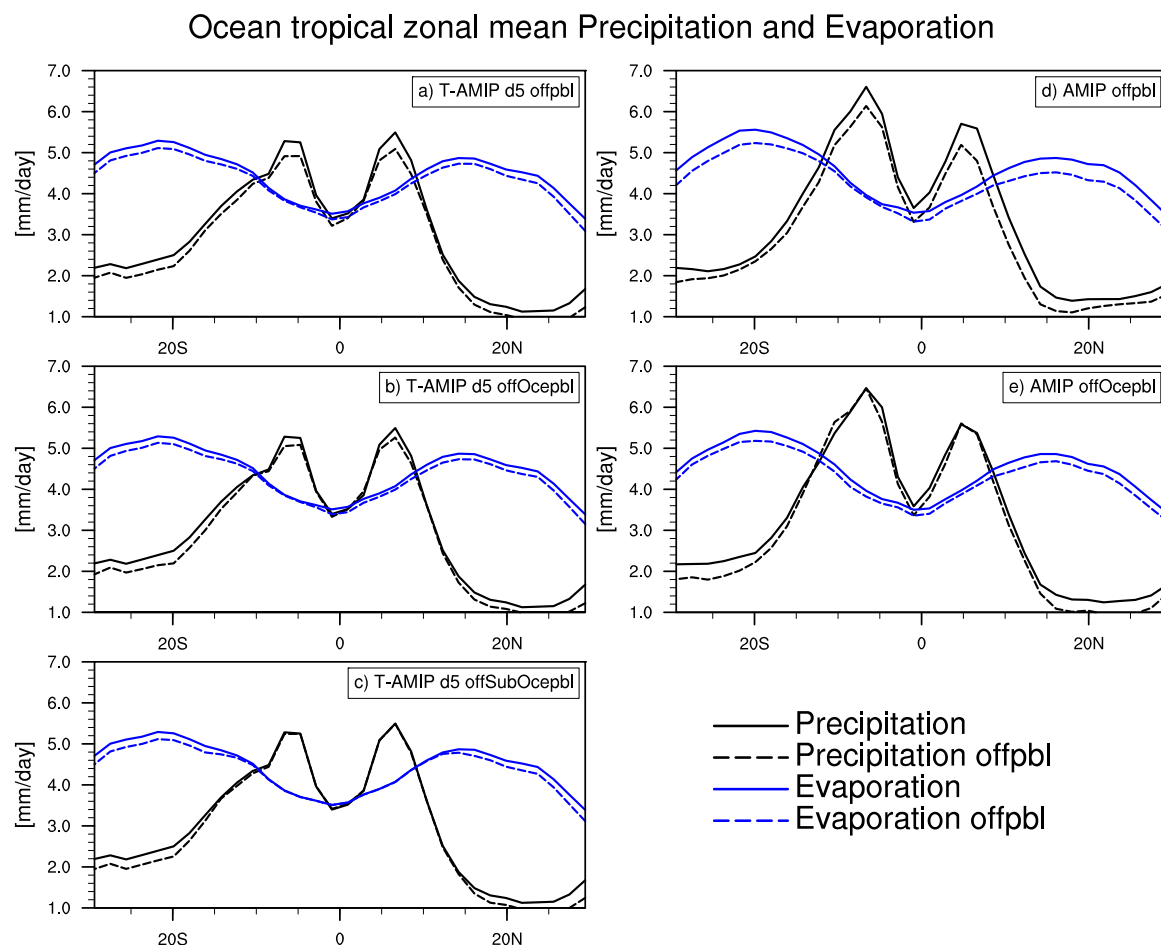 Ocean tropical zonal mean Precipitation and Evaporation
a) T-AMIP d5 offpbl
[mm/day]
7.0
6.0
5.0
4.0
3.0
2.0
1.0
20S 0 20N
d) AMIP offpbl
[mm/day]
7.0
6.0
5.0
4.0
3.0
2.0
1.0
20S 0 20N
b) T-AMIP d5 offOcepbl
[mm/day]
7.0
6.0
5.0
4.0
3.0
2.0
1.0
20S 0 20N
e) AMIP offOcepbl
[mm/day]
7.0
6.0
5.0
4.0
3.0
2.0
1.0
20S 0 20N
c) T-AMIP d5 offSubOcepbl
[mm/day]
7.0
6.0
5.0
4.0
3.0
2.0
1.0
20S 0 20N
Precipitation
Precipitation offpbl
Evaporation
Evaporation offpbl